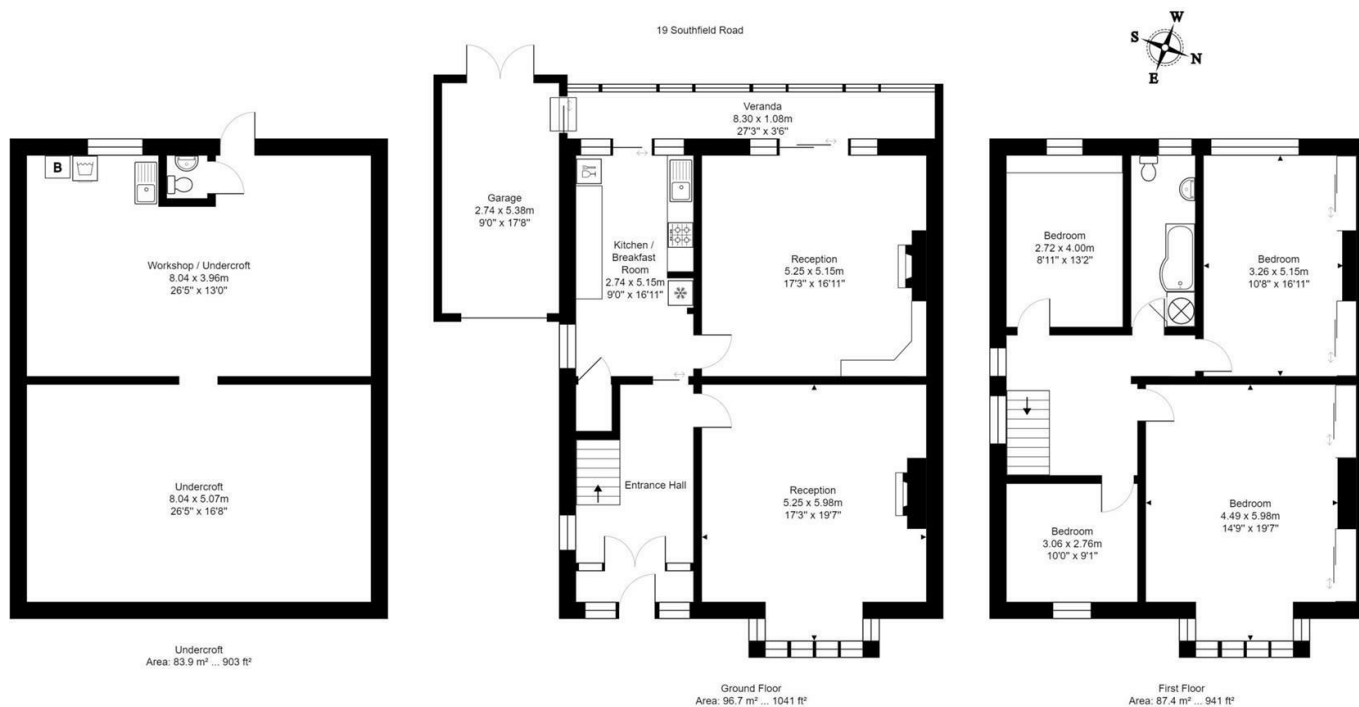 19 Southfield Road
W
S
N
E
B
Workshop / Undercroft
8.04 x 3.96m
26'5" x 13'0"
Undercroft
8.04 x 5.07m
26'5" x 16'8"
Undercroft
Area: 83.9 m² ... 903 ft²
Veranda
8.30 x 1.08m
27'3" x 3'6"
Garage
2.74 x 5.38m
9'0" x 17'8"
Kitchen /
Breakfast
Room
2.74 x 5.15m
9'0" x 16'11"
Reception
5.25 x 5.15m
17'3" x 16'11"
Entrance Hall
Reception
5.25 x 5.98m
17'3" x 19'7"
Ground Floor
Area: 96.7 m² ... 1041 ft²
Bedroom
2.72 x 4.00m
8'11" x 13'2"
Bedroom
3.26 x 5.15m
10'8" x 16'11"
Bedroom
3.06 x 2.76m
10'0" x 9'1"
Bedroom
4.49 x 5.98m
14'9" x 19'7"
First Floor
Area: 87.4 m² ... 941 ft²